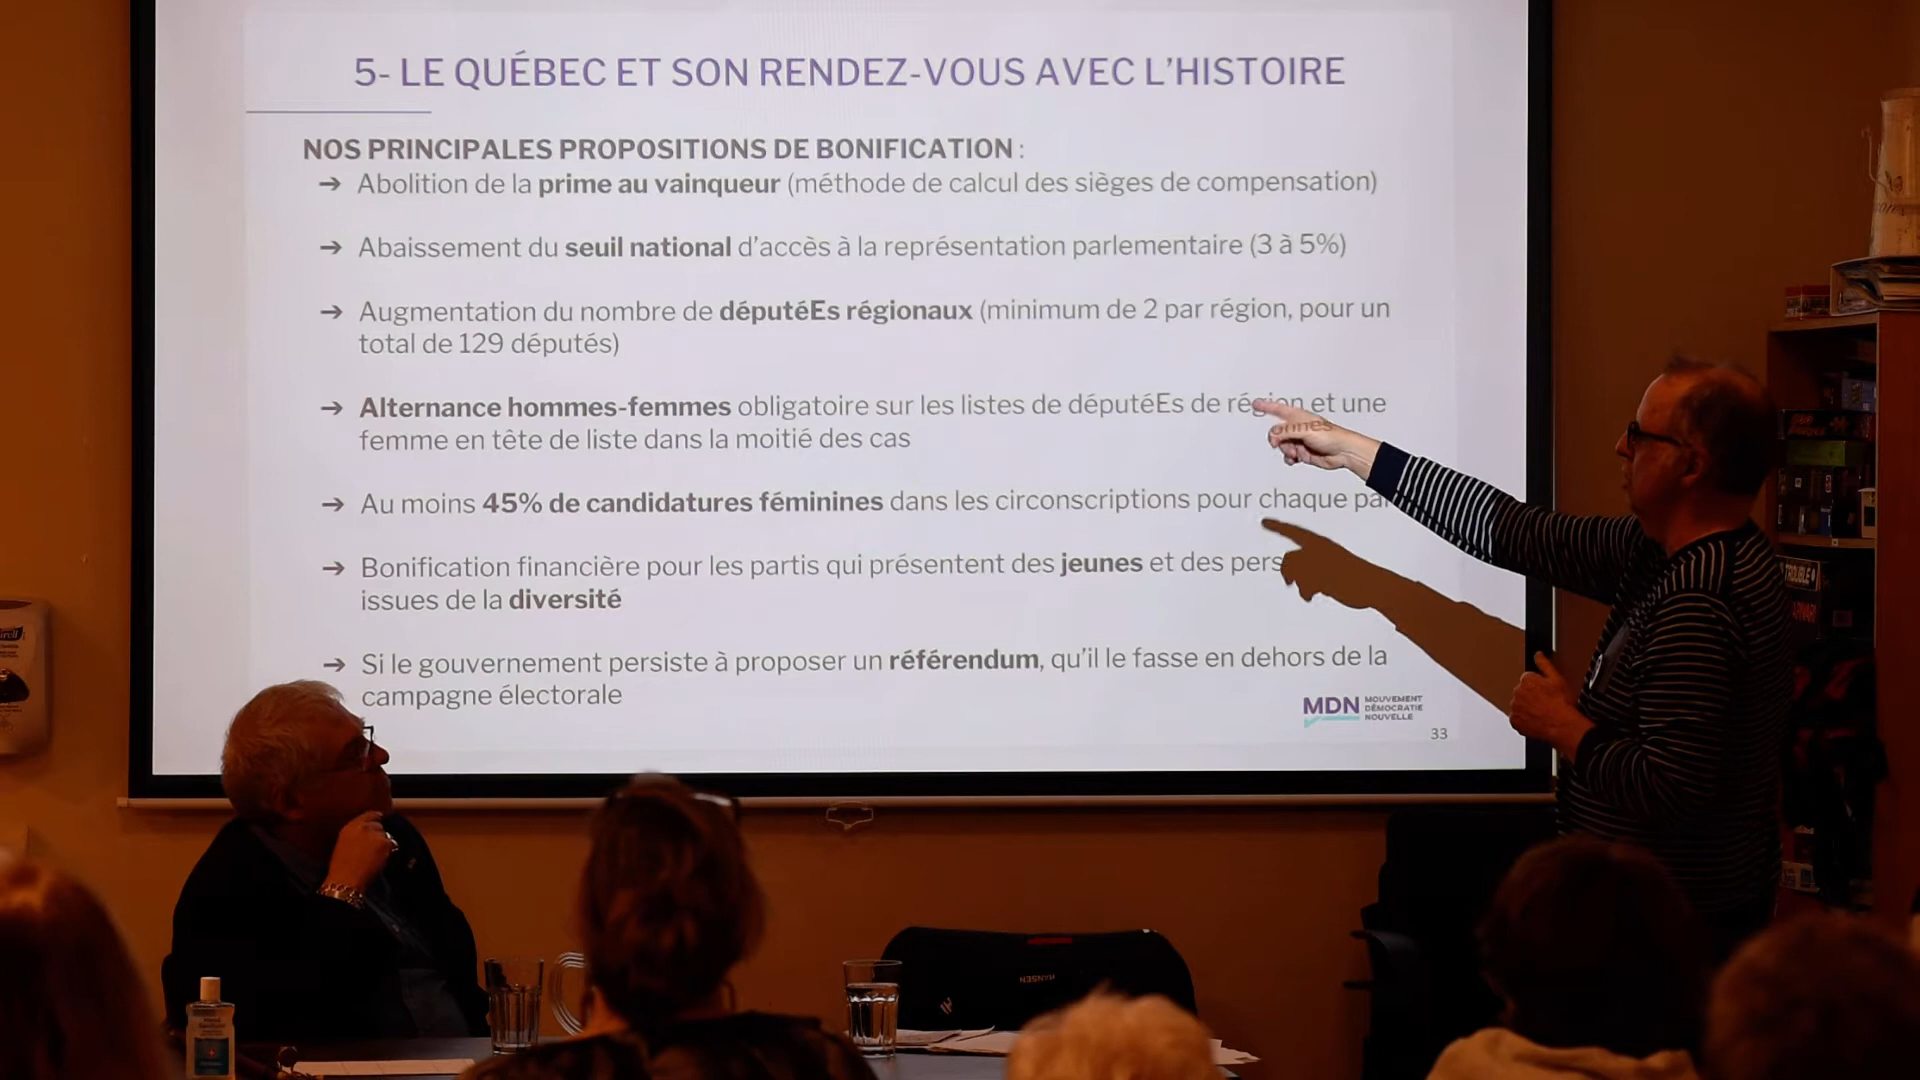 5- LE QUÉBEC ET SON RENDEZ-VOUS AVEC L'HISTOIRE
NOS PRINCIPALES PROPOSITIONS DE BONIFICATION :
→ Abolition de la prime au vainqueur (méthode de calcul des sièges de compensation)
→ Abaissement du seuil national d'accès à la représentation parlementaire (3 à 5%)
→ Augmentation du nombre de députéEs régionaux (minimum de 2 par région, pour un
total de 129 députés)
→ Alternance hommes-femmes obligatoire sur les listes de députéEs de région et une
femme en tête de liste dans la moitié des cas
→ Au moins 45% de candidatures féminines dans les circonscriptions pour chaque par
→ Bonification financière pour les partis qui présentent des jeunes et des pers
onnes
issues de la diversité
→ Si le gouvernement persiste à proposer un référendum, qu'il le fasse en dehors de la
campagne électorale
MDN MOUVEMENT
DÉMOCRATIE
NOUVELLE
33
TROUBLE
HANSEN